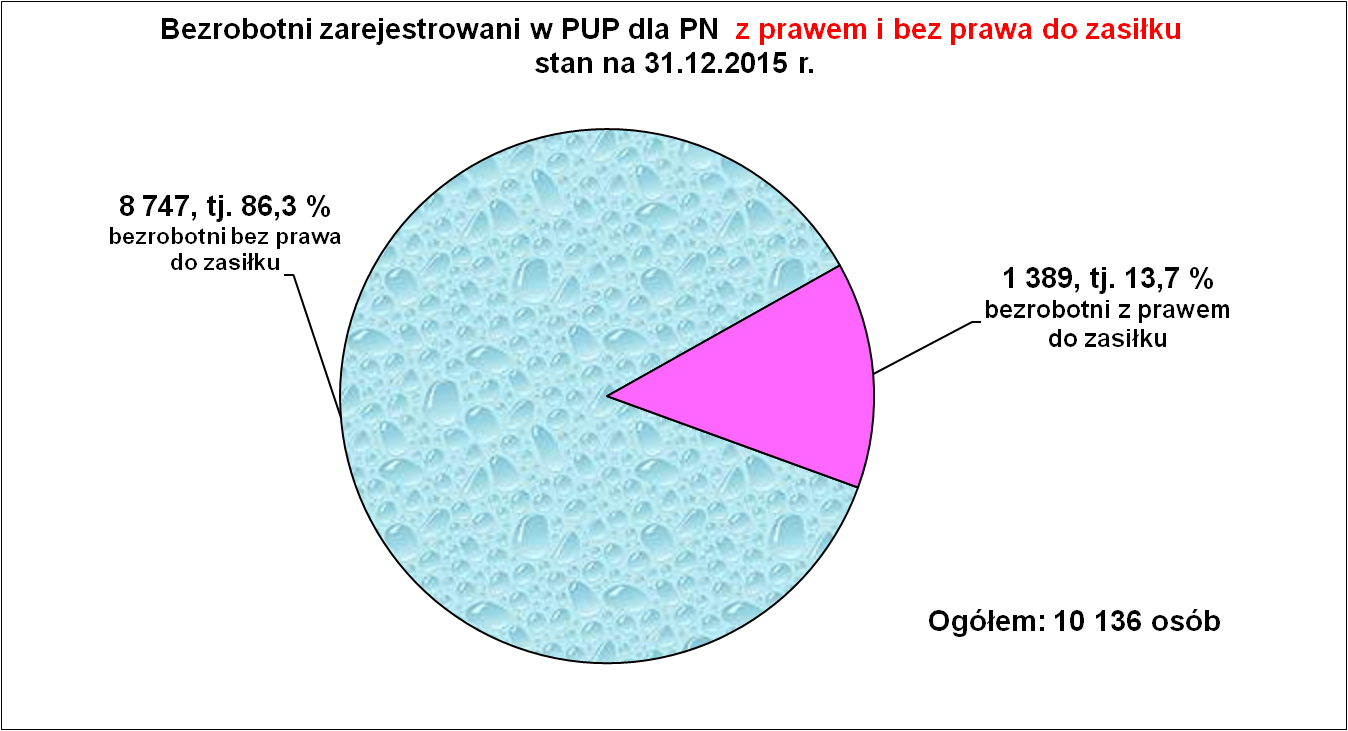 Bezrobotni zarejestrowani w PUP dla PN z prawem i bez prawa do zasiłku
stan na 31.12.2015 r.
8 747, tj. 86,3 %
bezrobotni bez prawa
do zasiłku
1 389, tj. 13,7 %
bezrobotni z prawem
do zasiłku
Ogółem: 10 136 osób